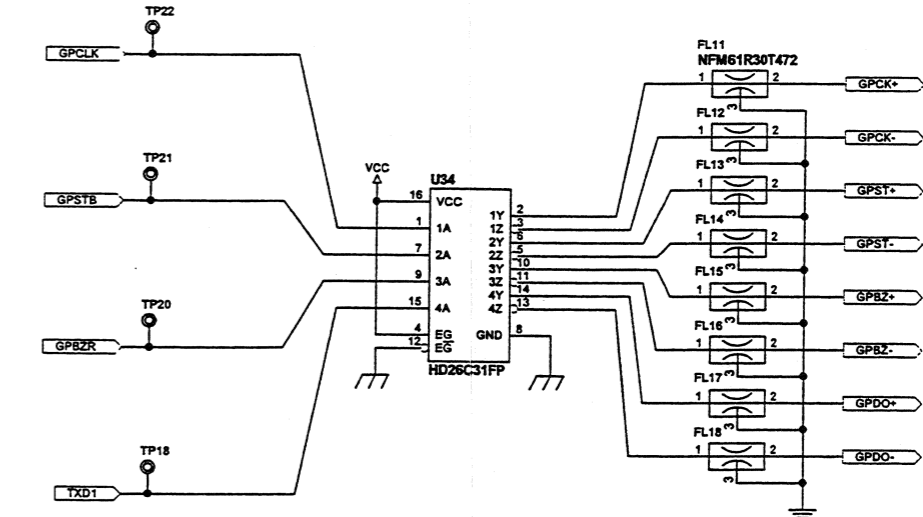 TP22
GPCLK
FL11
NFM61R30T472
1 2 GPCK+
3
FL12
1 2 GPCK-
3
TP21
FL13
VCC
U34
GPSTB
1 2 GPST+
3
16 VCC
FL14
1 1A
1Y 2
1Z 3
2Y 6
1 2 GPST-
3
7 2A
2Z 5
3Y 10
FL15
9 3A
3Z 11
4Y 14
1 2 GPBZ+
3
15 4A
4Z 13
TP20
FL16
4 EG
GND 8
12 EG
GPBZR
1 2 GPBZ-
3
HD26C31FP
FL17
1 2 GPDO+
3
FL18
TP18
1 2 GPDO-
3
TXD1